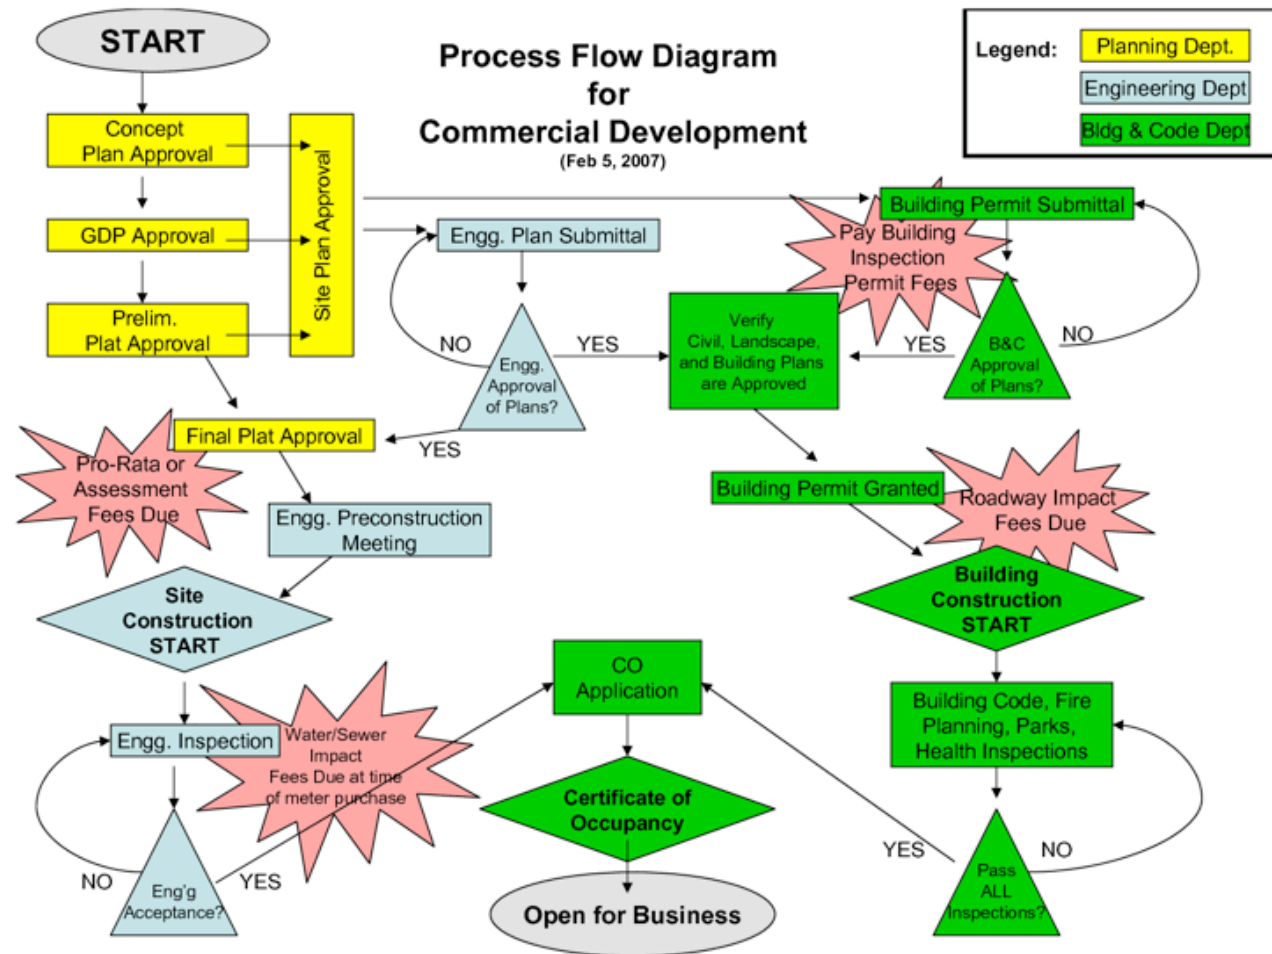 START
Process Flow Diagram
for
Commercial Development
(Feb 5, 2007)
Legend:
Planning Dept.
Engineering Dept
Bldg & Code Dept
Concept
Plan Approval
GDP Approval
Prelim.
Plat Approval
Site Plan Approval
Engg. Plan Submittal
Building Permit Submittal
Pay Building
Inspection
Permit Fees
NO
Engg.
Approval
of Plans?
YES
Verify
Civil, Landscape,
and Building Plans
are Approved
YES
B&C
Approval
of Plans?
NO
YES
Final Plat Approval
Pro-Rata or
Assessment
Fees Due
Engg. Preconstruction
Meeting
Building Permit Granted
Roadway Impact
Fees Due
Site
Construction
START
Building
Construction
START
CO
Application
Building Code, Fire
Planning, Parks,
Health Inspections
Engg. Inspection
Water/Sewer
Impact
Fees Due at time
of meter purchase
Certificate of
Occupancy
NO
Eng'g
Acceptance?
YES
YES
Pass
ALL
Inspections?
NO
Open for Business